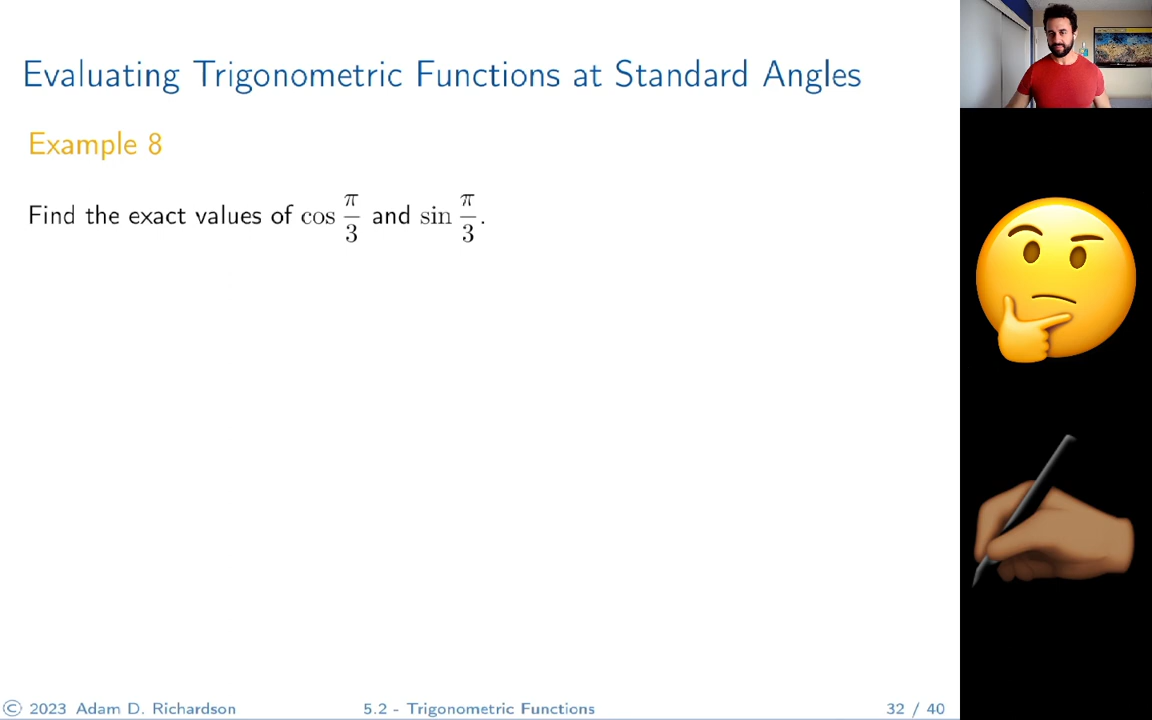 Evaluating Trigonometric Functions at Standard Angles
Example 8
Find the exact values of cos π/3 and sin π/3.
© 2023 Adam D. Richardson 5.2 - Trigonometric Functions 32 / 40